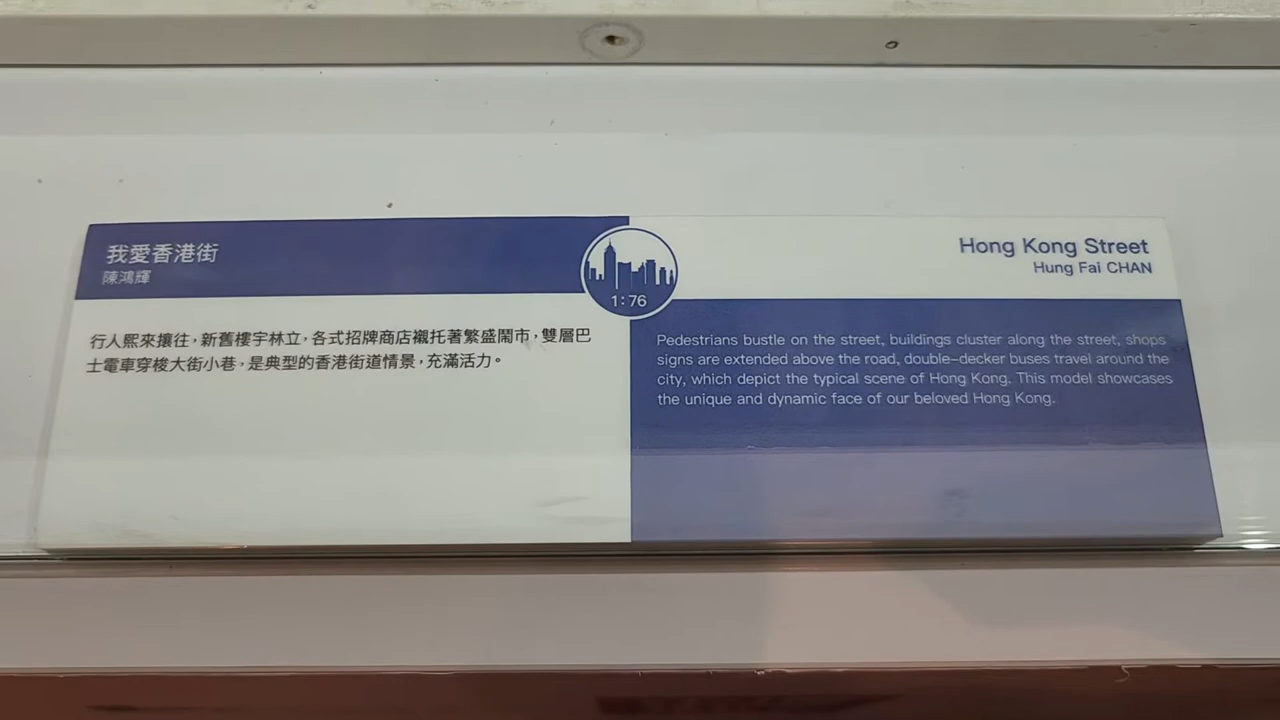 我愛香港街
陳鴻輝
行人熙來攘往，新舊樓宇林立，各式招牌商店襯托著繁盛鬧市，雙層巴
士電車穿梭大街小巷，是典型的香港街道情景，充滿活力。
1:76
Hong Kong Street
Hung Fai CHAN
Pedestrians bustle on the street, buildings cluster along the street, shops
signs are extended above the road, double-decker buses travel around the
city, which depict the typical scene of Hong Kong. This model showcases
the unique and dynamic face of our beloved Hong Kong.